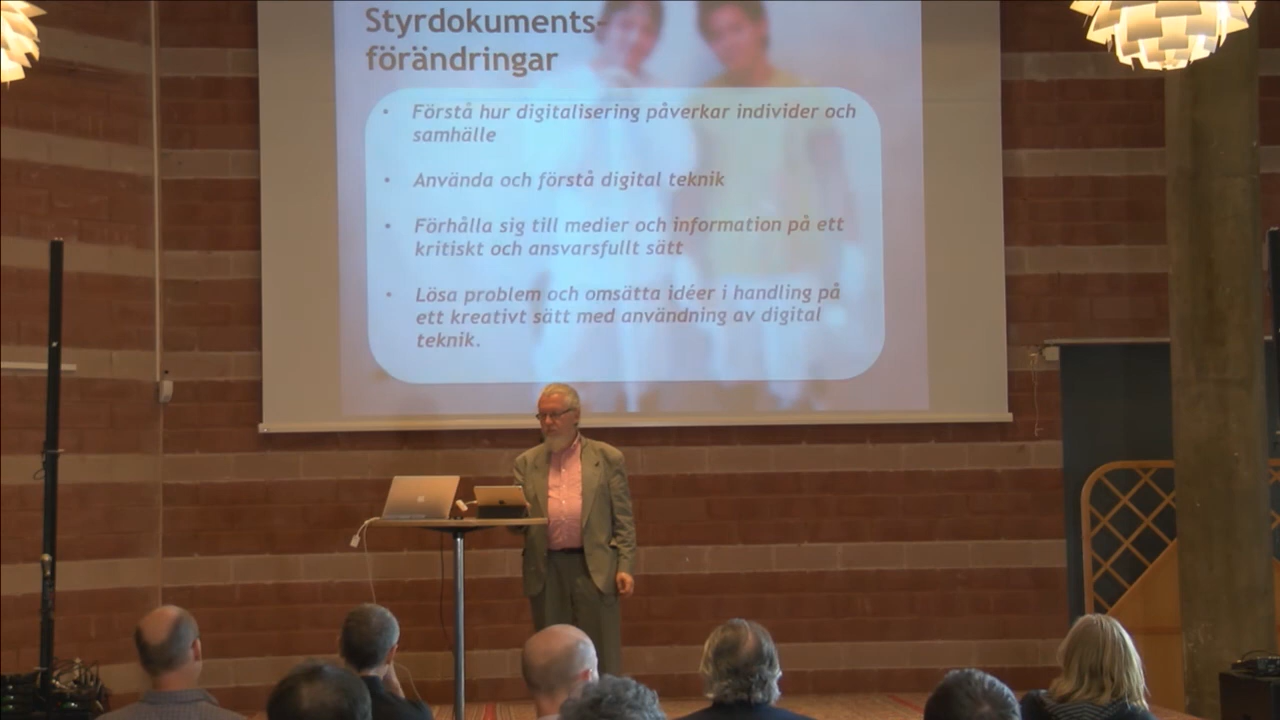 Styrdokuments-
förändringar
• Förstå hur digitalisering påverkar individer och
samhälle
• Använda och förstå digital teknik
• Förhålla sig till medier och information på ett
kritiskt och ansvarsfullt sätt
• Lösa problem och omsätta idéer i handling på
ett kreativt sätt med användning av digital
teknik.